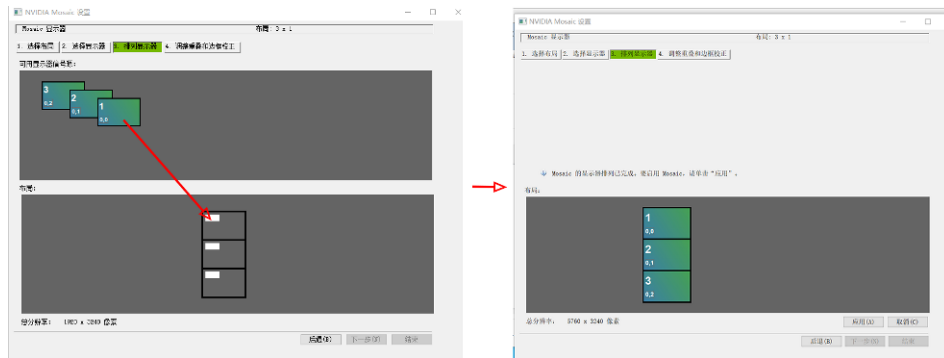 NVIDIA Mosaic 设置
Mosaic 显示器 布局: 3 x 1
1. 选择布局 2. 选择显示器 3. 排列显示器 4. 调整重叠和边框校正
可用显示图信号源:
3
0,2
2
0,1
1
0,0
布局:
总分辨率: 1920 x 3240 像素
后退(B) 下一步(N) 结束
NVIDIA Mosaic 设置
Mosaic 显示器 布局: 3 x 1
1. 选择布局 2. 选择显示器 3. 排列显示器 4. 调整重叠和边框校正
Mosaic 的显示器排列已完成。要启用 Mosaic，请单击“应用”。
布局:
1
0,0
2
0,1
3
0,2
总分辨率: 5760 x 3240 像素
应用(A) 取消(C)
后退(B) 下一步(N) 结束